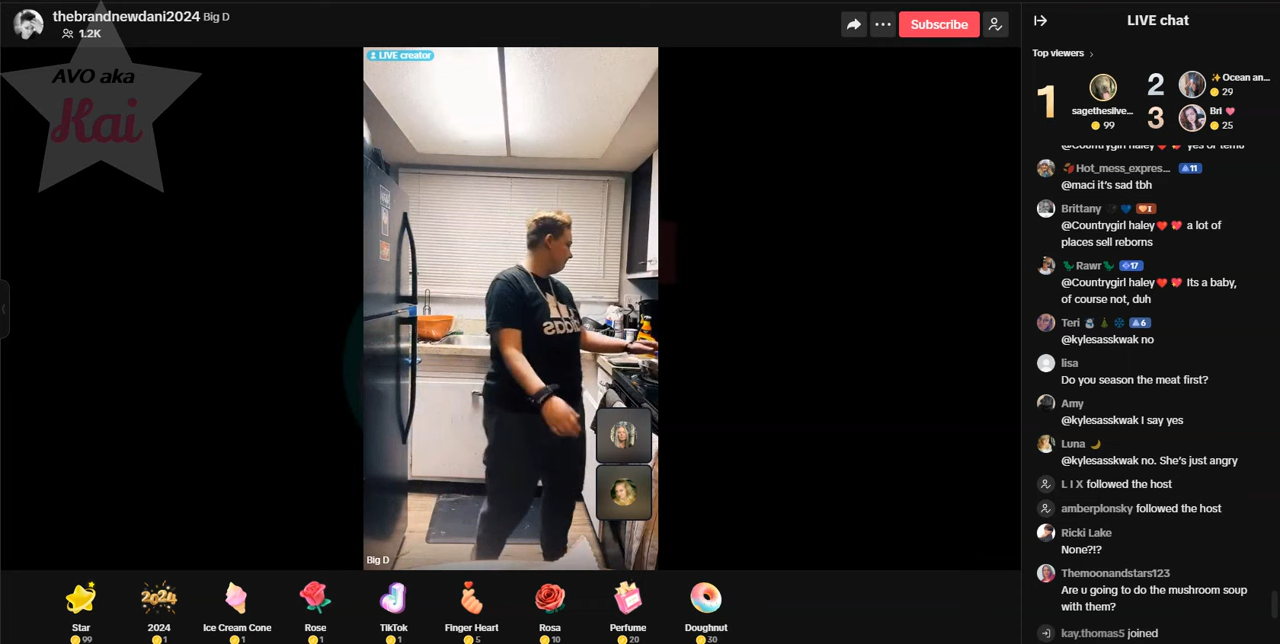 thebrandnewdani2024 Big D
1.2K
Subscribe
AVO aka
Kai
LIVE creator
adidas
Big D
LIVE chat
Top viewers
1
sagethesilve...
99
2
Ocean an...
29
3
Bri
25
@Countrygirl haley yes or temu
Hot_mess_expres... 11
@maci it's sad tbh
Brittany I
@Countrygirl haley a lot of
places sell reborns
Rawr 17
@Countrygirl haley Its a baby,
of course not, duh
Teri 6
@kylesasskwak no
lisa
Do you season the meat first?
Amy
@kylesasskwak I say yes
Luna
@kylesasskwak no. She's just angry
L I X followed the host
amberplonsky followed the host
Ricki Lake
None?!?
Themoonandstars123
Are u going to do the mushroom soup
with them?
kay.thomas5 joined
2024
Star
99
2024
1
Ice Cream Cone
1
Rose
1
TikTok
1
Finger Heart
5
Rosa
10
Perfume
20
Doughnut
30